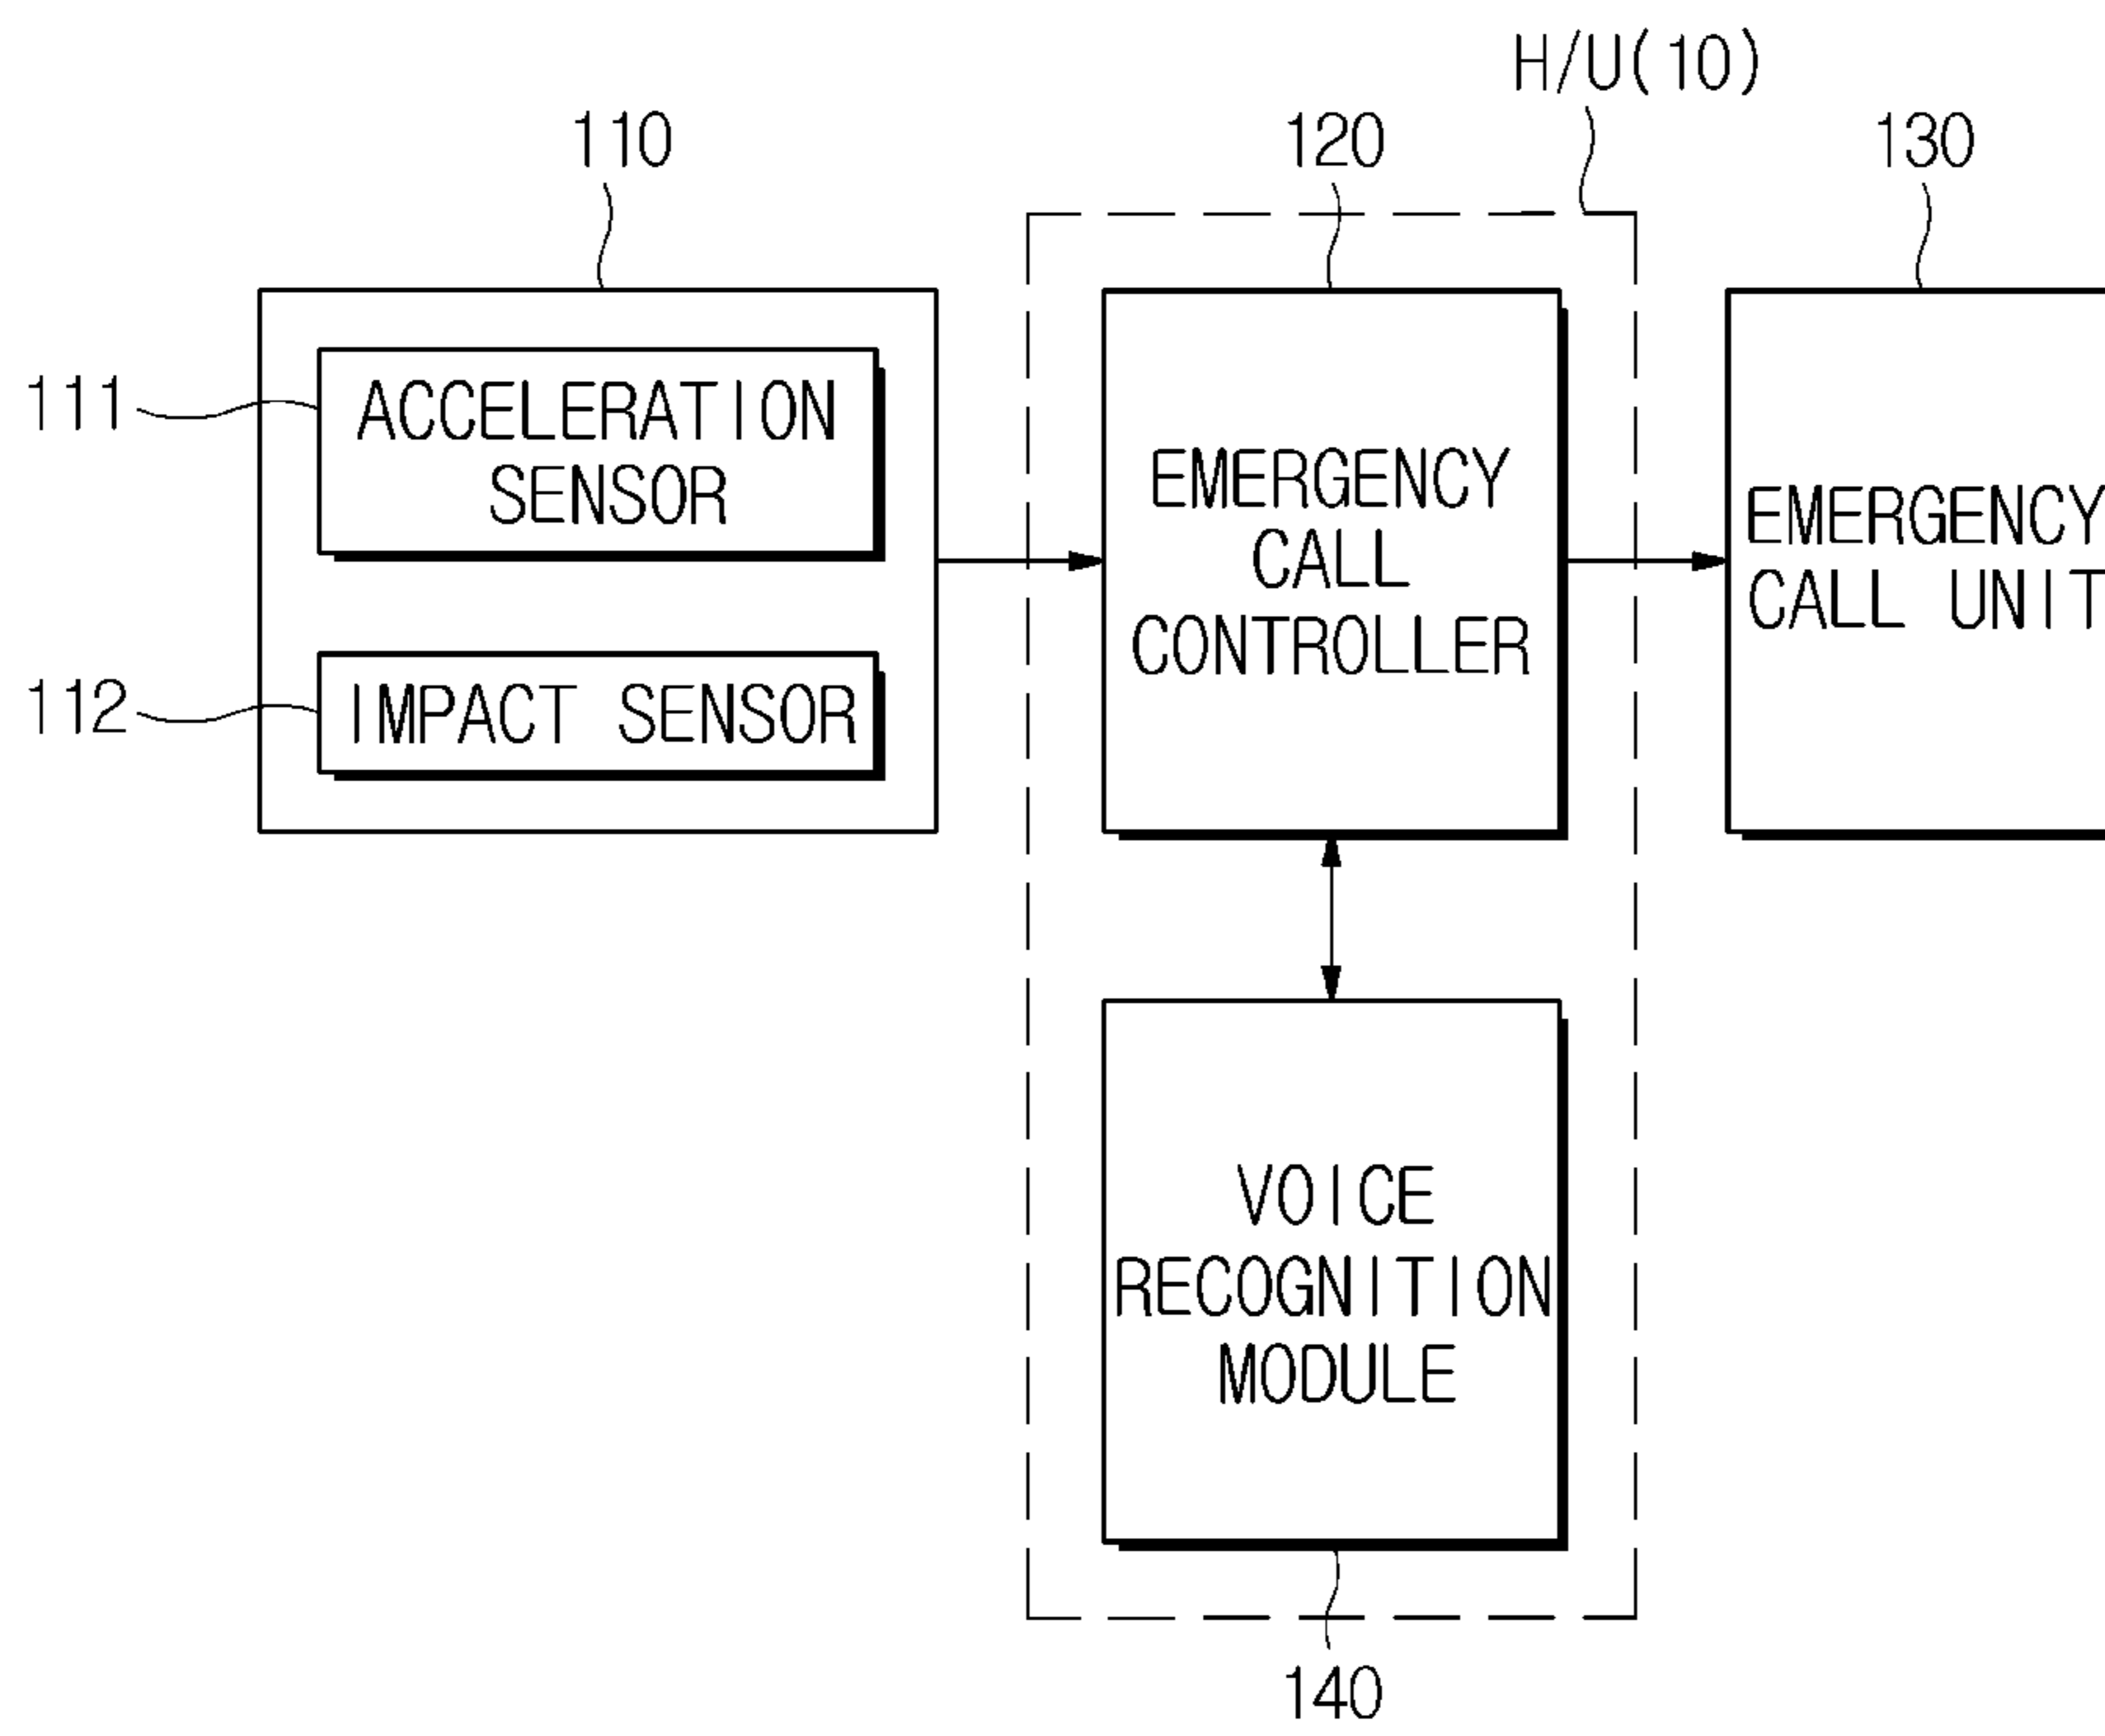 H/U(10)
110
120
130
111
ACCELERATION
SENSOR
112
IMPACT SENSOR
EMERGENCY
CALL
CONTROLLER
EMERGENCY
CALL UNIT
VOICE
RECOGNITION
MODULE
140